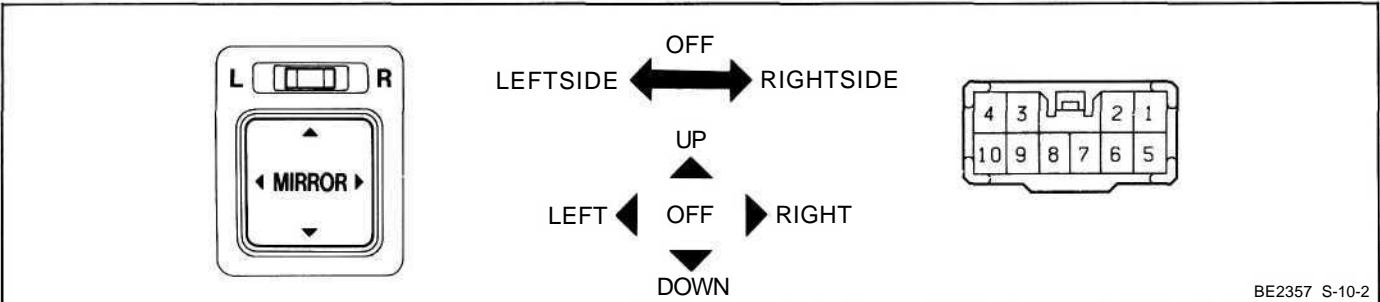 L R
MIRROR
OFF
LEFTSIDE RIGHTSIDE
UP
LEFT OFF RIGHT
DOWN
4 3 2 1
10 9 8 7 6 5
BE2357 S-10-2